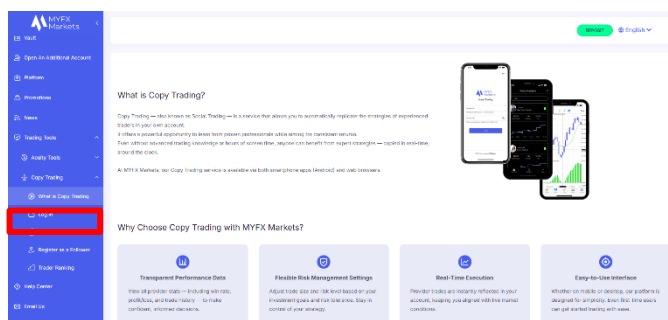 MYFX
Markets
Vault
Open An Additional Account
Platform
Promotions
News
Trading Tools
Acuity Tools
Copy Trading
What is Copy Trading
Log in
Register as a Follower
Trader Ranking
Help Center
Email Us
DEPOSIT
English
What is Copy Trading?
Copy Trading — also known as Social Trading — is a service that allows you to automatically replicate the strategies of experienced
traders in your own account.
It offers a powerful opportunity to learn from proven professionals while aiming for consistent returns.
Even without advanced trading knowledge or hours of screen time, anyone can benefit from expert strategies — copied in real-time,
around the clock.
At MYFX Markets, our Copy Trading service is available via both smartphone apps (Android) and web browsers.
MYFX
Markets
Why Choose Copy Trading with MYFX Markets?
Transparent Performance Data
View all provider stats — including win rate,
profit/loss, and trade history — to make
confident, informed decisions.
Flexible Risk Management Settings
Adjust trade size and risk level based on your
investment goals and risk tolerance. Stay in
control of your strategy.
Real-Time Execution
Provider trades are instantly reflected in your
account, keeping you aligned with live market
conditions.
Easy-to-Use Interface
Whether on mobile or desktop, our platform is
designed for simplicity. Even first-time users
can get started trading with ease.